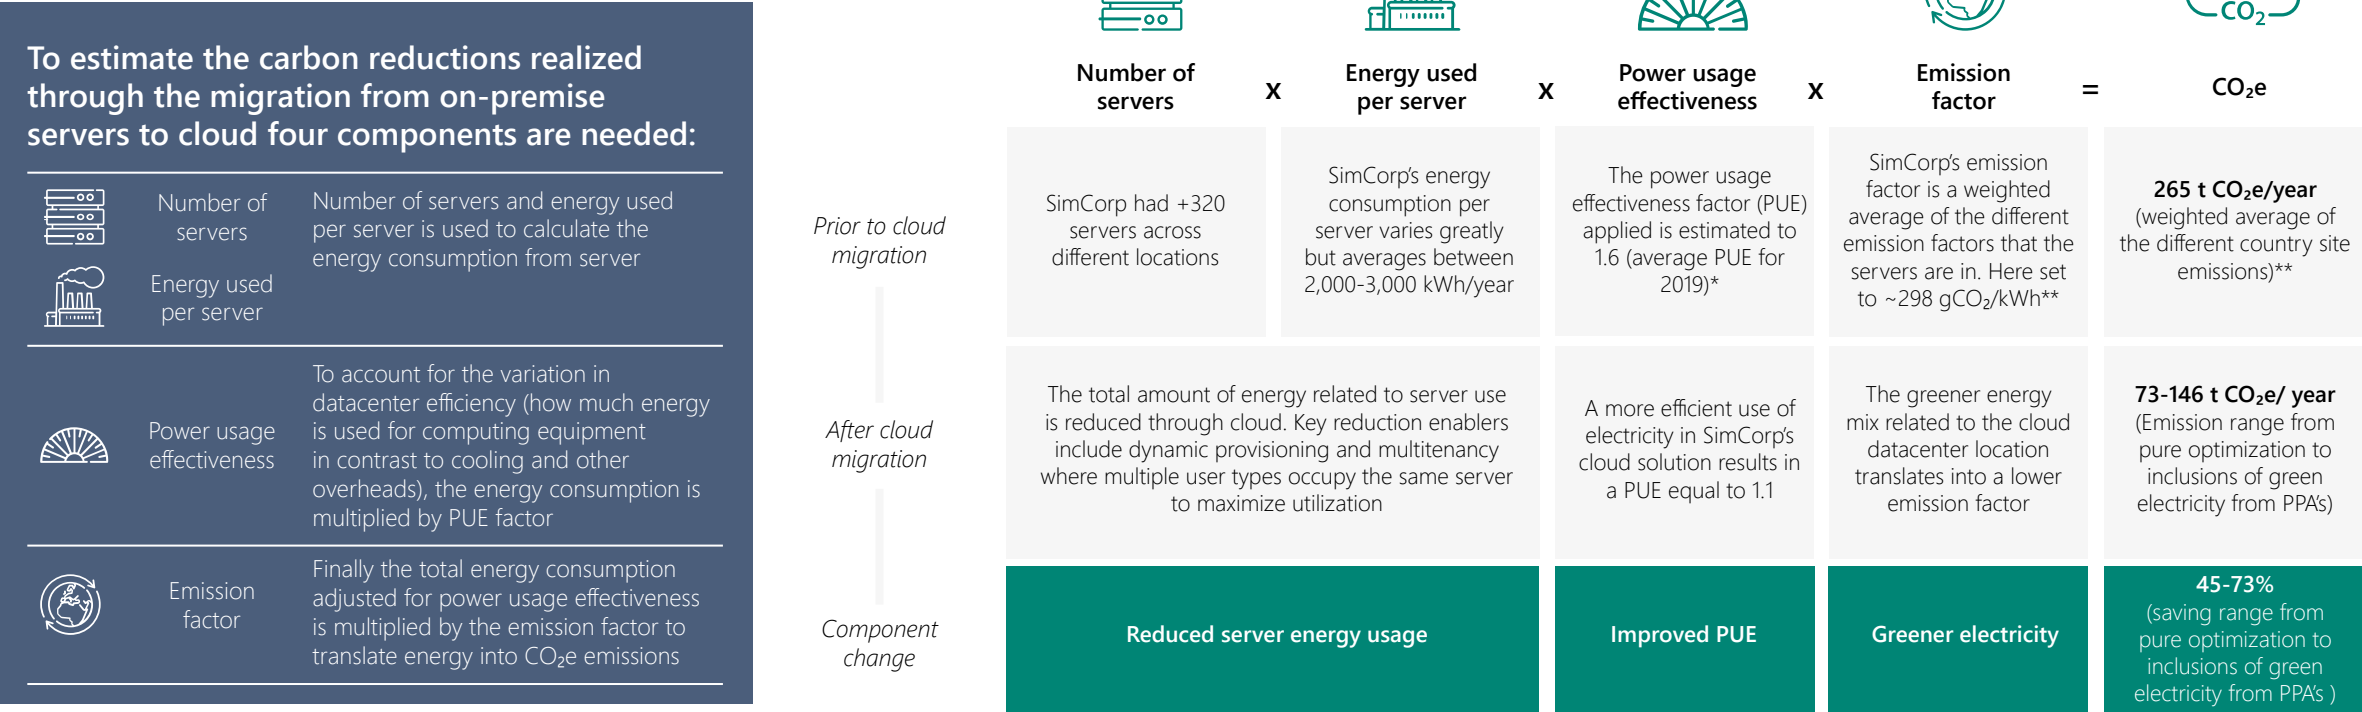 To estimate the carbon reductions realized
through the migration from on-premise
servers to cloud four components are needed:
Number of
servers
Energy used
per server
Number of servers and energy used
per server is used to calculate the
energy consumption from server
Power usage
effectiveness
To account for the variation in
datacenter efficiency (how much energy
is used for computing equipment
in contrast to cooling and other
overheads), the energy consumption is
multiplied by PUE factor
Emission
factor
Finally the total energy consumption
adjusted for power usage effectiveness
is multiplied by the emission factor to
translate energy into CO₂e emissions
CO₂
Number of
servers
x
Energy used
per server
x
Power usage
effectiveness
x
Emission
factor
=
CO₂e
Prior to cloud
migration
SimCorp had +320
servers across
different locations
SimCorp's energy
consumption per
server varies greatly
but averages between
2,000-3,000 kWh/year
The power usage
effectiveness factor (PUE)
applied is estimated to
1.6 (average PUE for
2019)*
SimCorp's emission
factor is a weighted
average of the different
emission factors that the
servers are in. Here set
to ~298 gCO₂/kWh**
265 t CO₂e/year
(weighted average of
the different country site
emissions)**
After cloud
migration
The total amount of energy related to server use
is reduced through cloud. Key reduction enablers
include dynamic provisioning and multitenancy
where multiple user types occupy the same server
to maximize utilization
A more efficient use of
electricity in SimCorp's
cloud solution results in
a PUE equal to 1.1
The greener energy
mix related to the cloud
datacenter location
translates into a lower
emission factor
73-146 t CO₂e/ year
(Emission range from
pure optimization to
inclusions of green
electricity from PPA's)
Component
change
Reduced server energy usage
Improved PUE
Greener electricity
45-73%
(saving range from
pure optimization to
inclusions of green
electricity from PPA's )